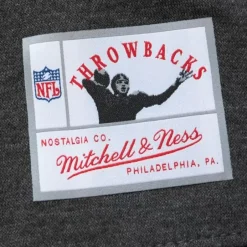 THROWBACKS
NFL
NOSTALGIA CO.
Mitchell & Ness
PHILADELPHIA, PA.